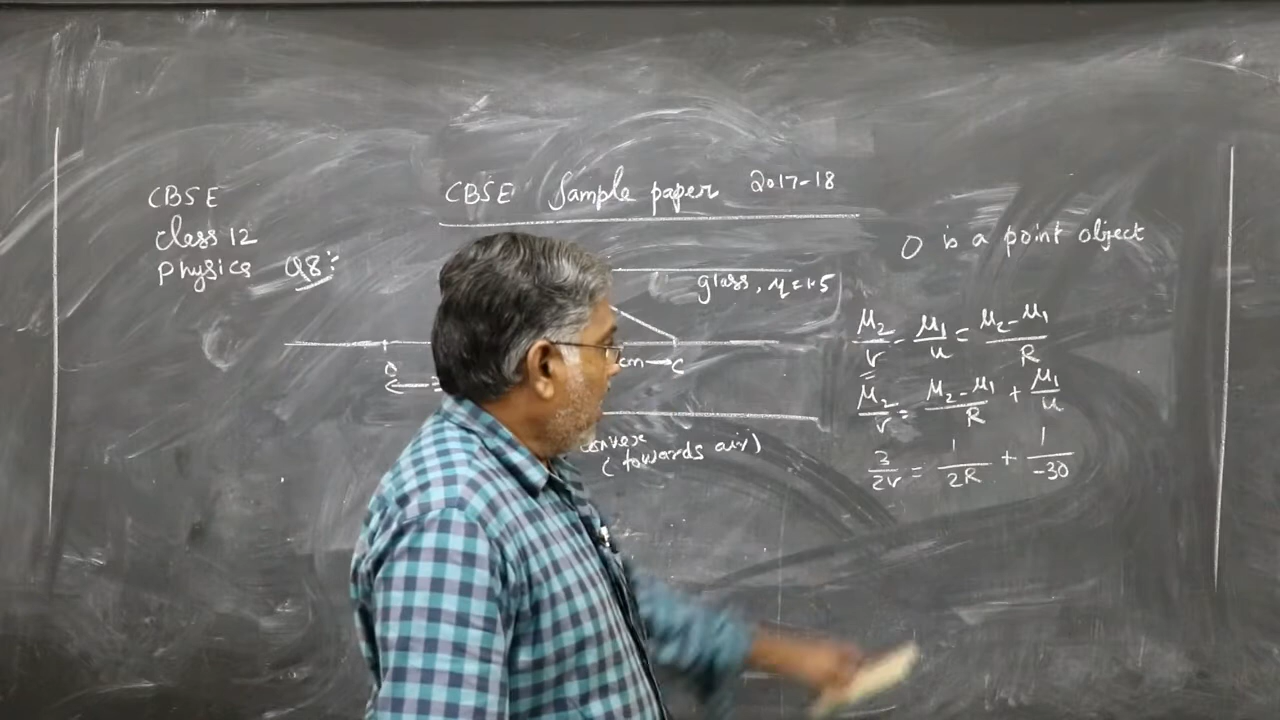 CBSE
class 12
Physics Q8:
CBSE Sample paper 2017-18
glass, η = 1.5
O
cm → C
convex
(towards air)
O is a point object
μ₂/v - μ₁/u = μ₂-μ₁/R
μ₂/v = μ₂-μ₁/R + μ₁/u
3/2v = 1/2R + 1/-30